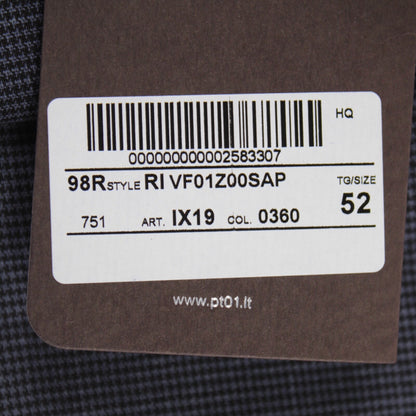 HQ
000000000002583307
98R STYLE RI VF01Z00SAP
TG/SIZE
52
751 ART. IX19 COL. 0360
www.pt01.it